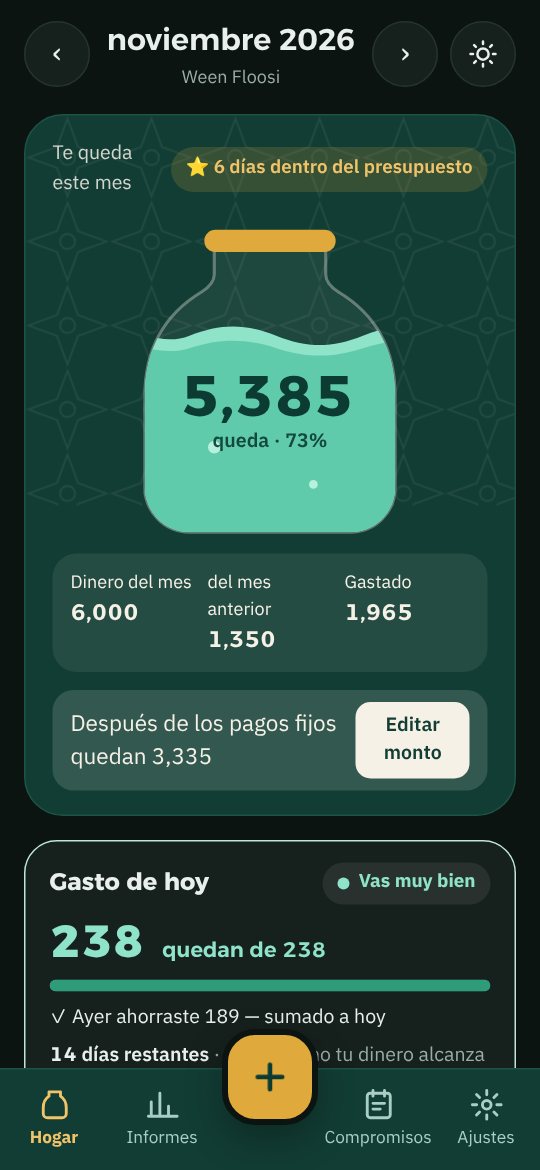 noviembre 2026
Ween Floosi
Te queda
este mes
⭐ 6 días dentro del presupuesto
5,385
queda · 73%
Dinero del mes
6,000
del mes
anterior
1,350
Gastado
1,965
Después de los pagos fijos
quedan 3,335
Editar
monto
Gasto de hoy
Vas muy bien
238 quedan de 238
✓ Ayer ahorraste 189 — sumado a hoy
14 días restantes · no tu dinero alcanza
Hogar
Informes
+
Compromisos
Ajustes